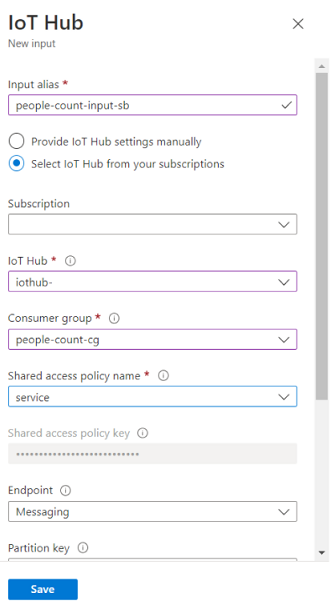 IoT Hub
New input
Input alias *
people-count-input-sb
Provide IoT Hub settings manually
Select IoT Hub from your subscriptions
Subscription
IoT Hub *
iothub-
Consumer group *
people-count-cg
Shared access policy name *
service
Shared access policy key
••••••••••••••••••••••••••••
Endpoint
Messaging
Partition key
Save